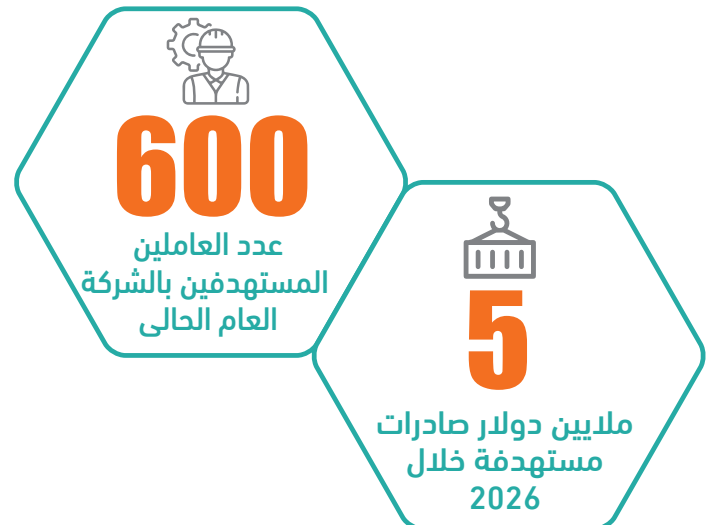 600
عدد العاملين
المستهدفين بالشركة
العام الحالى
5
ملايين دولار صادرات
مستهدفة خلال
2026